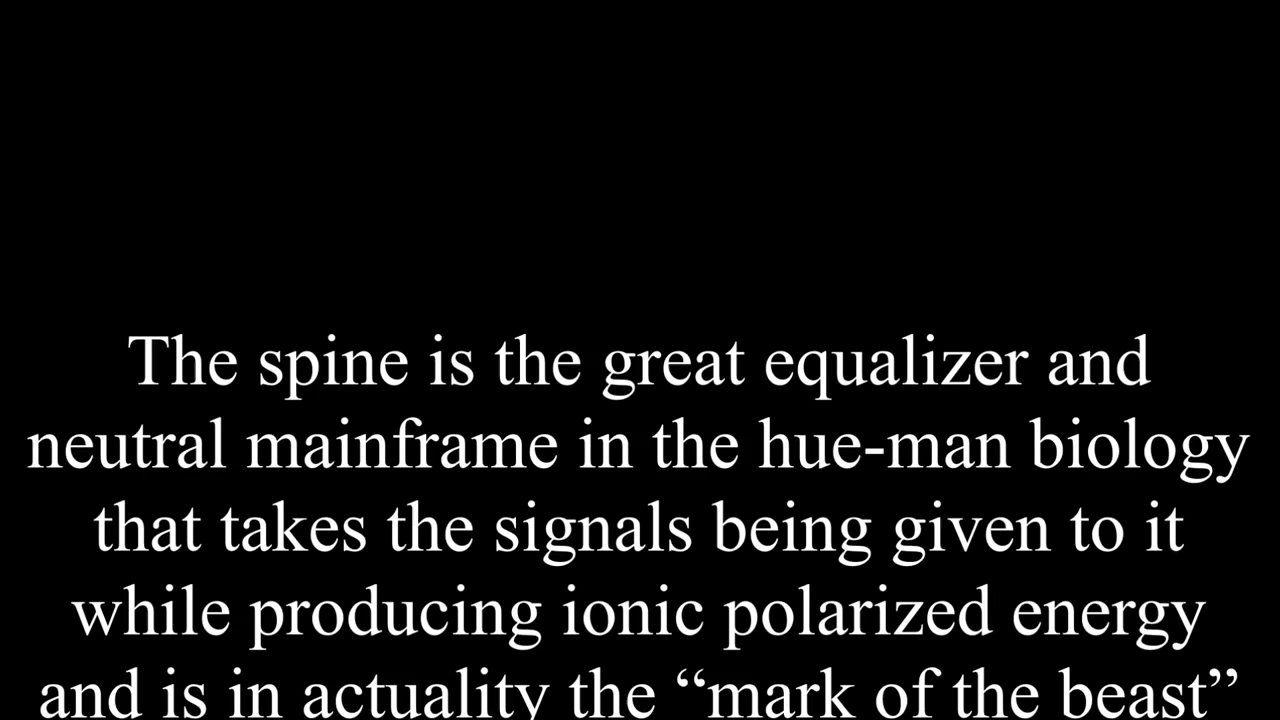 The spine is the great equalizer and
neutral mainframe in the hue-man biology
that takes the signals being given to it
while producing ionic polarized energy
and is in actuality the “mark of the beast”